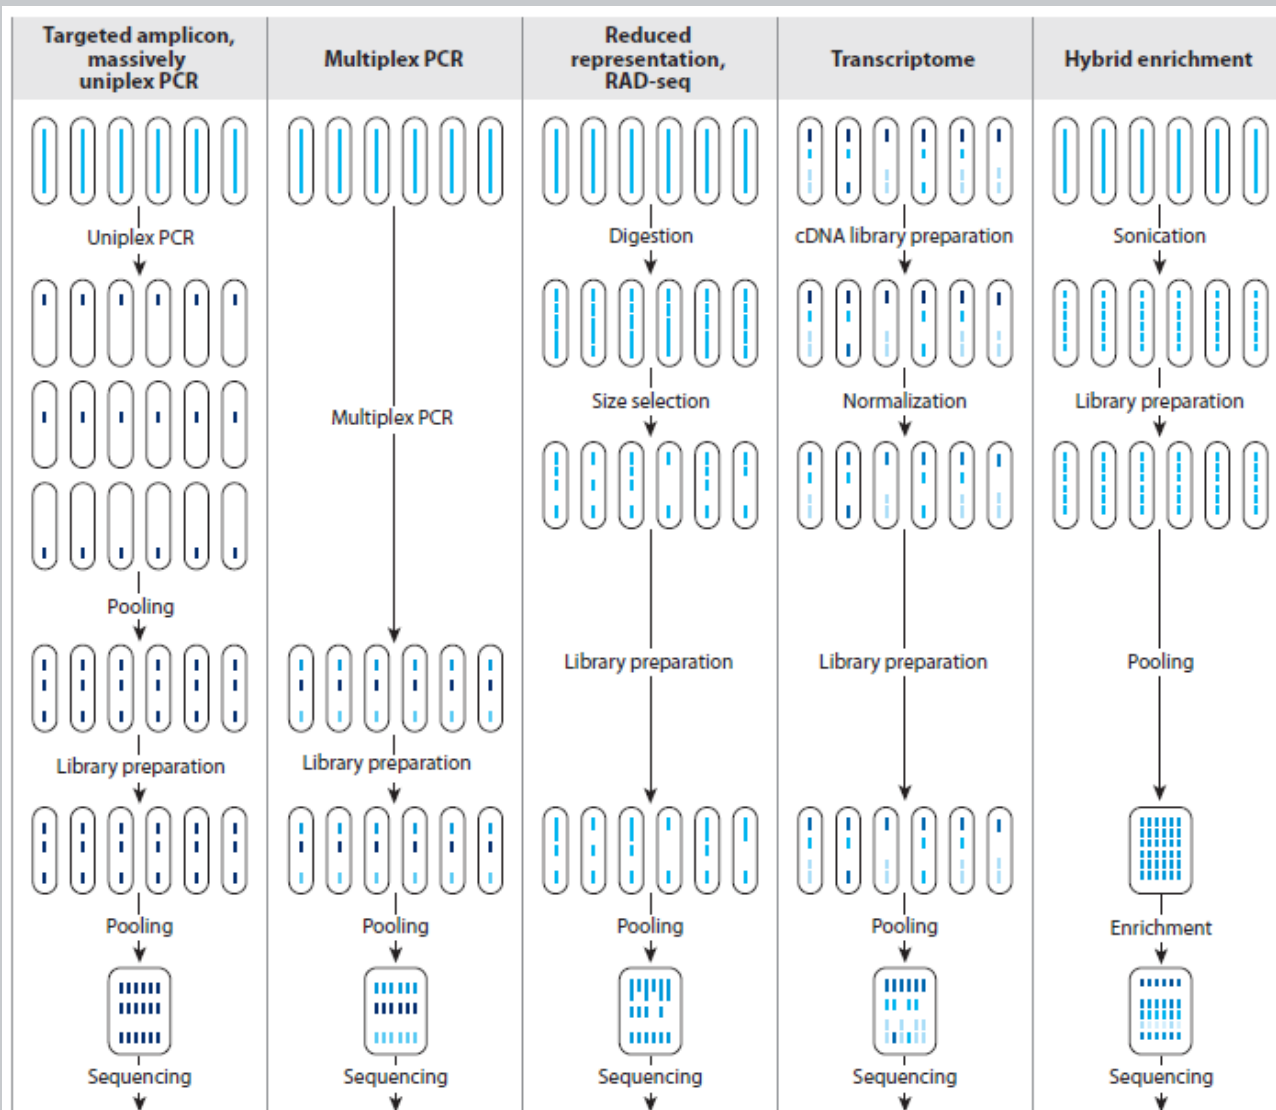 Targeted amplicon,
massively
uniplex PCR
Multiplex PCR
Reduced
representation,
RAD-seq
Transcriptome
Hybrid enrichment
Uniplex PCR
Digestion
cDNA library preparation
Sonication
Size selection
Normalization
Library preparation
Multiplex PCR
Pooling
Library preparation
Library preparation
Pooling
Library preparation
Library preparation
Pooling
Pooling
Pooling
Pooling
Enrichment
Sequencing
Sequencing
Sequencing
Sequencing
Sequencing